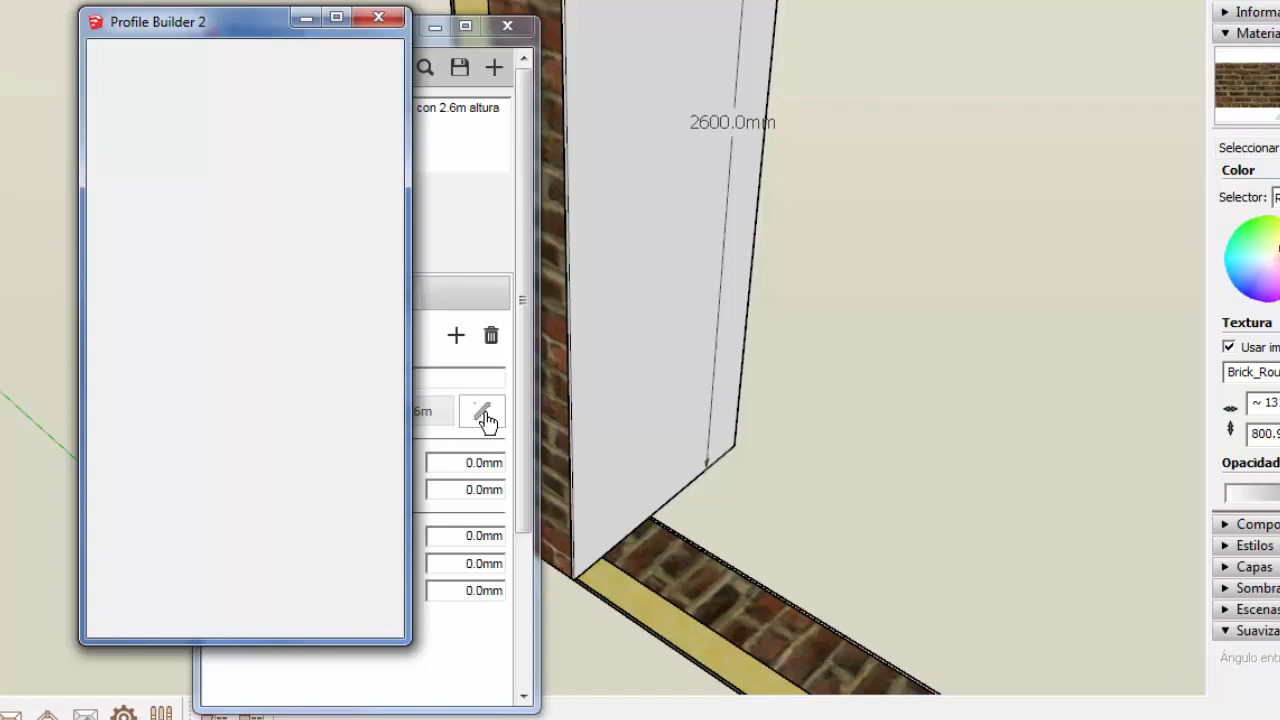 Profile Builder 2
con 2.6m altura
6m
0.0mm
0.0mm
0.0mm
0.0mm
0.0mm
2600.0mm
Informa
Materia
Seleccionar
Color
Selector: R
Textura
Usar im
Brick_Rou
~ 13
800.9
Opacidad
Compo
Estilos
Capas
Sombra
Escenas
Suaviza
Ángulo ent